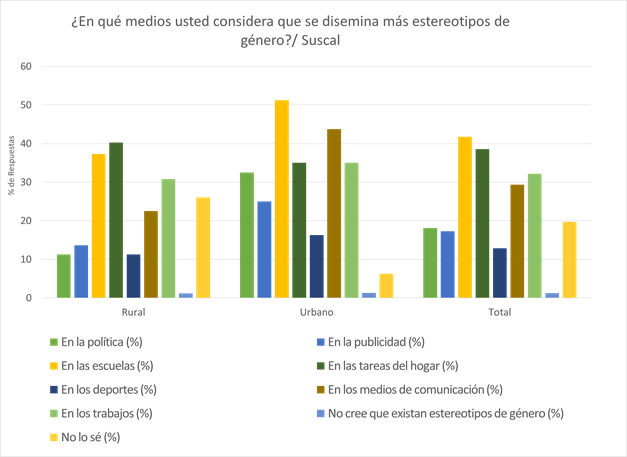 ¿En qué medios usted considera que se disemina más estereotipos de
género?/ Suscal
60
50
40
30
20
10
0
% de Respuestas
Rural
Urbano
Total
En la política (%)
En la publicidad (%)
En las escuelas (%)
En las tareas del hogar (%)
En los deportes (%)
En los medios de comunicación (%)
En los trabajos (%)
No cree que existan estereotipos de género (%)
No lo sé (%)